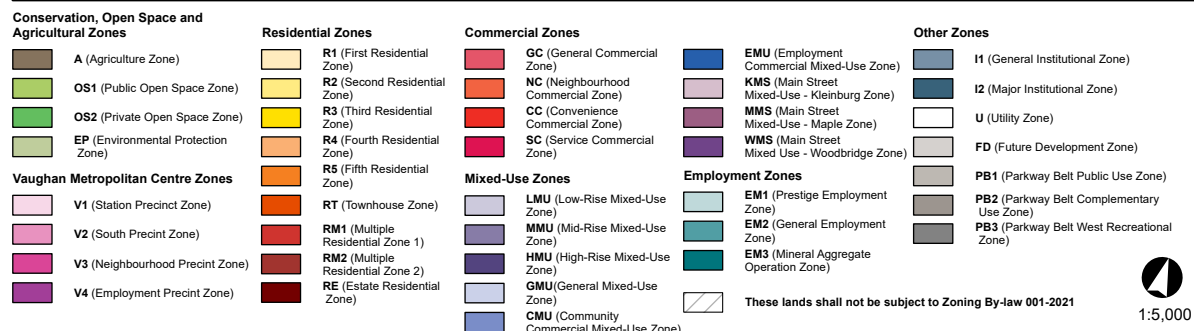 Conservation, Open Space and
Agricultural Zones
A (Agriculture Zone)
OS1 (Public Open Space Zone)
OS2 (Private Open Space Zone)
EP (Environmental Protection
Zone)
Vaughan Metropolitan Centre Zones
V1 (Station Precinct Zone)
V2 (South Precint Zone)
V3 (Neighbourhood Precint Zone)
V4 (Employment Precint Zone)
Residential Zones
R1 (First Residential
Zone)
R2 (Second Residential
Zone)
R3 (Third Residential
Zone)
R4 (Fourth Residential
Zone)
R5 (Fifth Residential
Zone)
RT (Townhouse Zone)
RM1 (Multiple
Residential Zone 1)
RM2 (Multiple
Residential Zone 2)
RE (Estate Residential
Zone)
Commercial Zones
GC (General Commercial
Zone)
NC (Neighbourhood
Commercial Zone)
CC (Convenience
Commercial Zone)
SC (Service Commercial
Zone)
Mixed-Use Zones
LMU (Low-Rise Mixed-Use
Zone)
MMU (Mid-Rise Mixed-Use
Zone)
HMU (High-Rise Mixed-Use
Zone)
GMU(General Mixed-Use
Zone)
CMU (Community
Commercial Mixed-Use Zone)
EMU (Employment
Commercial Mixed-Use Zone)
KMS (Main Street
Mixed-Use - Kleinburg Zone)
MMS (Main Street
Mixed-Use - Maple Zone)
WMS (Main Street
Mixed Use - Woodbridge Zone)
Employment Zones
EM1 (Prestige Employment
Zone)
EM2 (General Employment
Zone)
EM3 (Mineral Aggregate
Operation Zone)
These lands shall not be subject to Zoning By-law 001-2021
Other Zones
I1 (General Institutional Zone)
I2 (Major Institutional Zone)
U (Utility Zone)
FD (Future Development Zone)
PB1 (Parkway Belt Public Use Zone)
PB2 (Parkway Belt Complementary
Use Zone)
PB3 (Parkway Belt West Recreational
Zone)
1:5,000